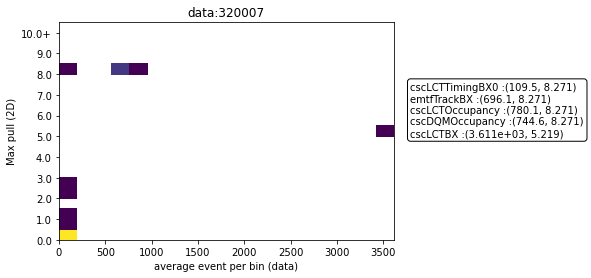 data:320007
10.0+
9.0
8.0
7.0
6.0
5.0
4.0
3.0
2.0
1.0
0.0
Max pull (2D)
0 500 1000 1500 2000 2500 3000 3500
average event per bin (data)
cscLCTTimingBX0 :(109.5, 8.271)
emtfTrackBX :(696.1, 8.271)
cscLCTOccupancy :(780.1, 8.271)
cscDQMOccupancy :(744.6, 8.271)
cscLCTBX :(3.611e+03, 5.219)